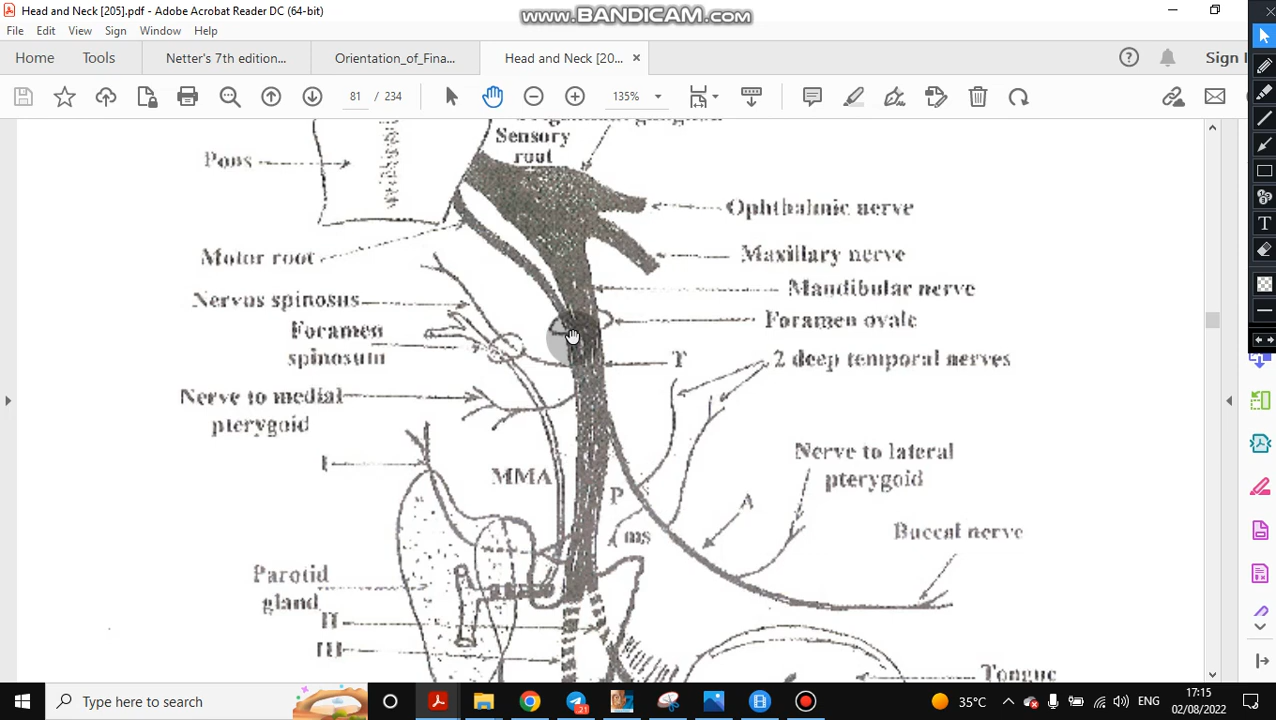 Head and Neck [205].pdf - Adobe Acrobat Reader DC (64-bit)
www.BANDICAM.com
File Edit View Sign Window Help
Home Tools Netter's 7th edition... Orientation_of_Fina... Head and Neck [20... Sign I
81 / 234 135%
Sensory
root
Pons
Ophthalmic nerve
Motor root
Maxillary nerve
Mandibular nerve
Nervus spinosus
Foramen ovale
Foramen
spinosum
T
2 deep temporal nerves
Nerve to medial
pterygoid
Nerve to lateral
pterygoid
I
MMA
P
A
ms
Buccal nerve
Parotid
gland
II
III
Tongue
Type here to search
21
35°C
ENG
17:15
02/08/2022